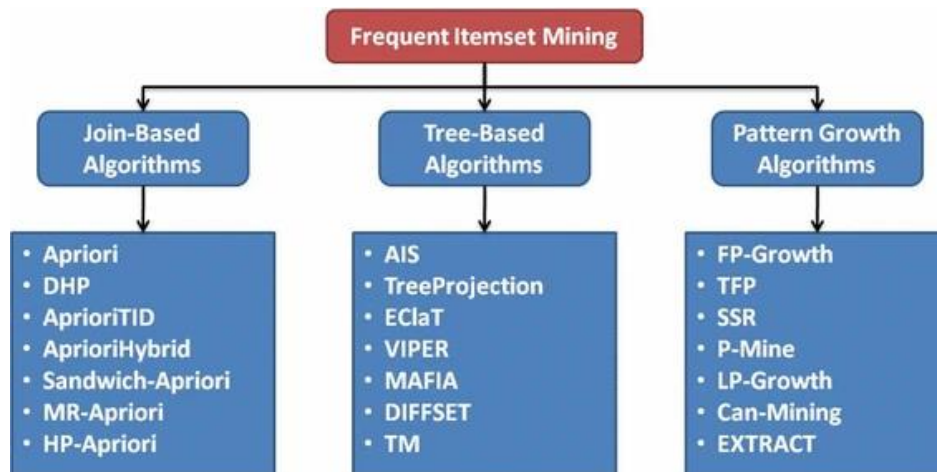 Frequent Itemset Mining
Join-Based
Algorithms
Tree-Based
Algorithms
Pattern Growth
Algorithms
• Apriori
• DHP
• AprioriTID
• AprioriHybrid
• Sandwich-Apriori
• MR-Apriori
• HP-Apriori
• AIS
• TreeProjection
• EClaT
• VIPER
• MAFIA
• DIFFSET
• TM
• FP-Growth
• TFP
• SSR
• P-Mine
• LP-Growth
• Can-Mining
• EXTRACT